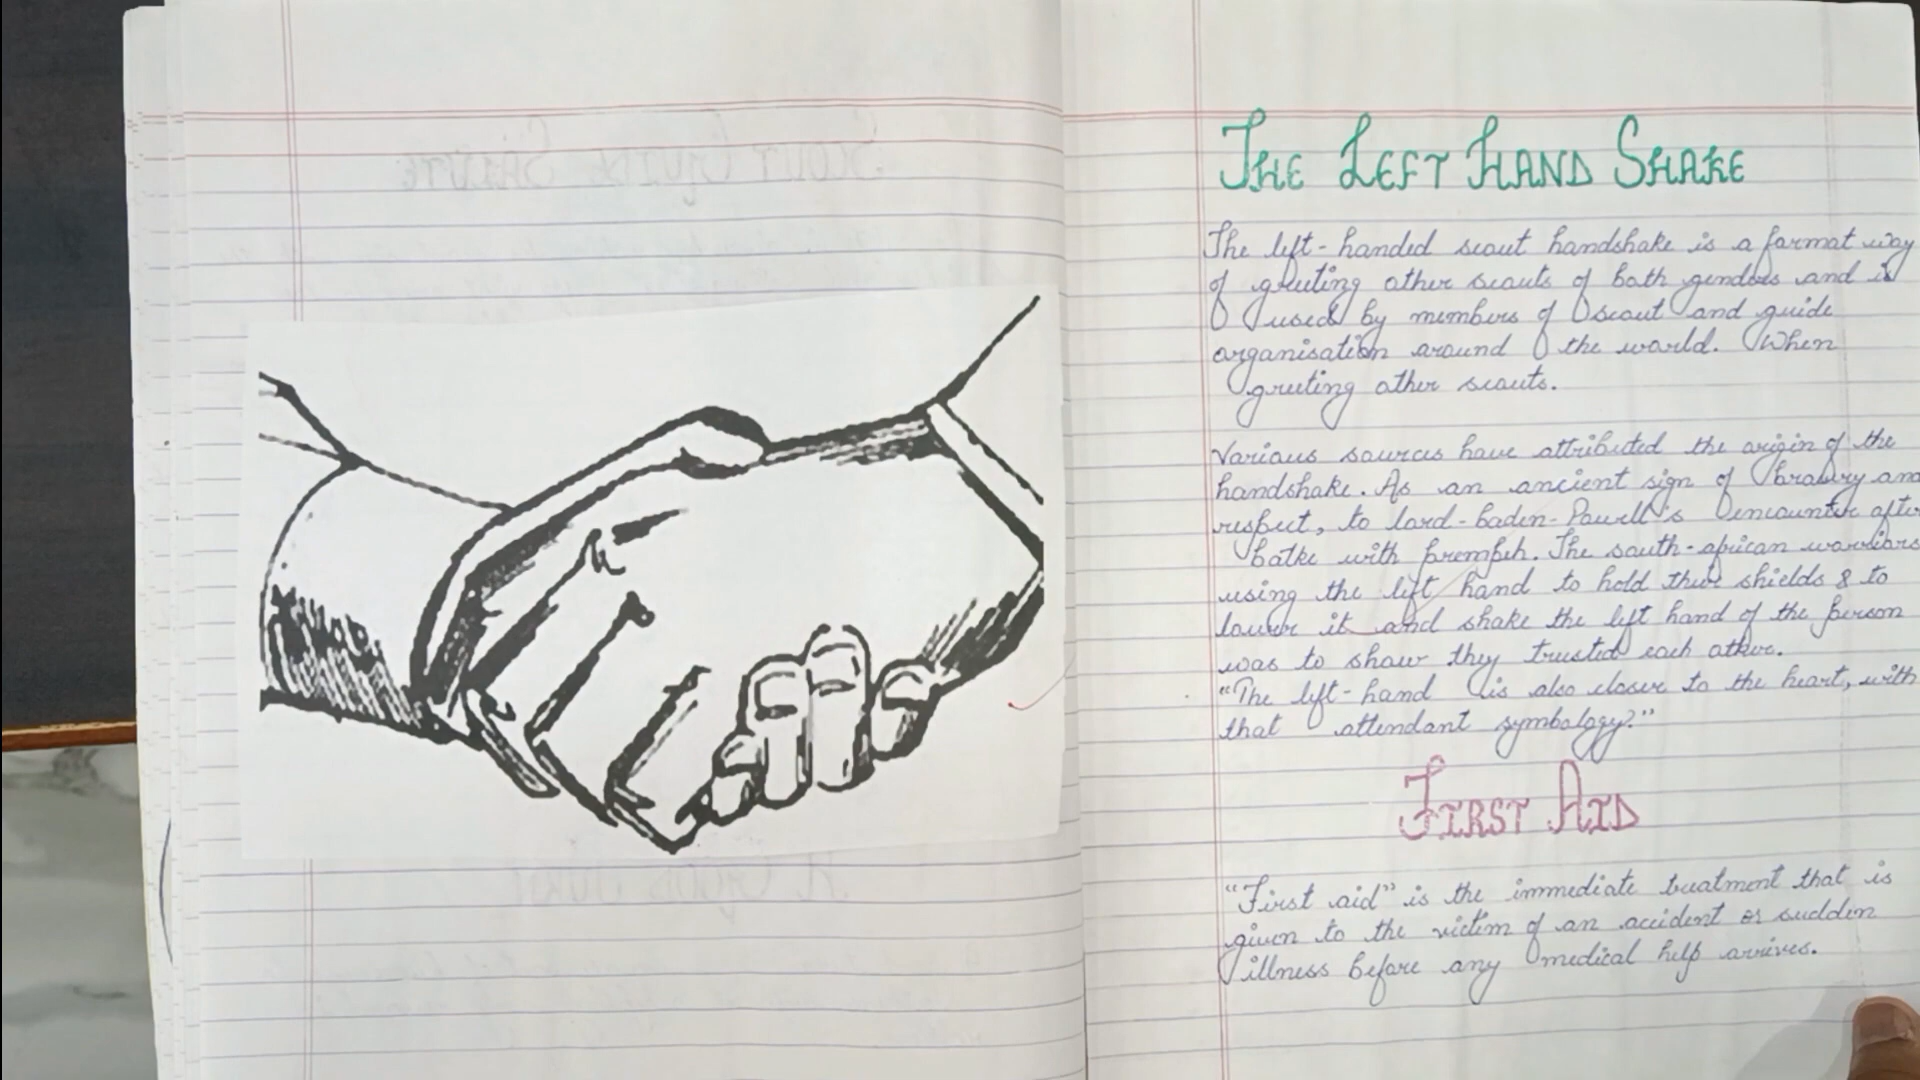 THE LEFT HAND SHAKE
The left-handed scout handshake is a format way
of greeting other scouts of both genders and is
used by members of scout and guide
organisation around the world. When
greeting other scouts.
Various sources have attributed the origin of the
handshake. As an ancient sign of bravery and
respect, to lord-baden-Powell's encounter after
battle with prempeh. The south-african warriors
using the left hand to hold their shields & to
lower it and shake the left hand of the person
was to show they trusted each other.
"The left-hand is also closer to the heart, with
that attendant symbology."
FIRST AID
"First aid" is the immediate treatment that is
given to the victim of an accident or sudden
illness before any medical help arrives.